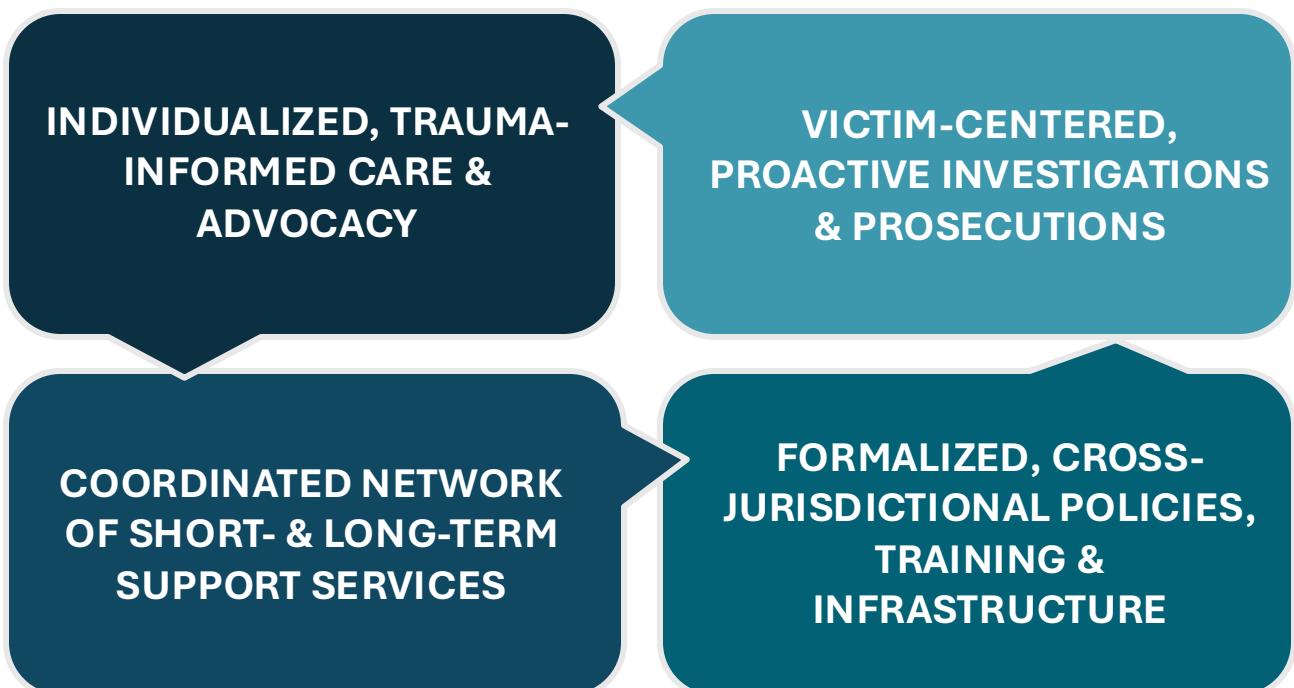 INDIVIDUALIZED, TRAUMA-
INFORMED CARE &
ADVOCACY
VICTIM-CENTERED,
PROACTIVE INVESTIGATIONS
& PROSECUTIONS
COORDINATED NETWORK
OF SHORT- & LONG-TERM
SUPPORT SERVICES
FORMALIZED, CROSS-
JURISDICTIONAL POLICIES,
TRAINING &
INFRASTRUCTURE